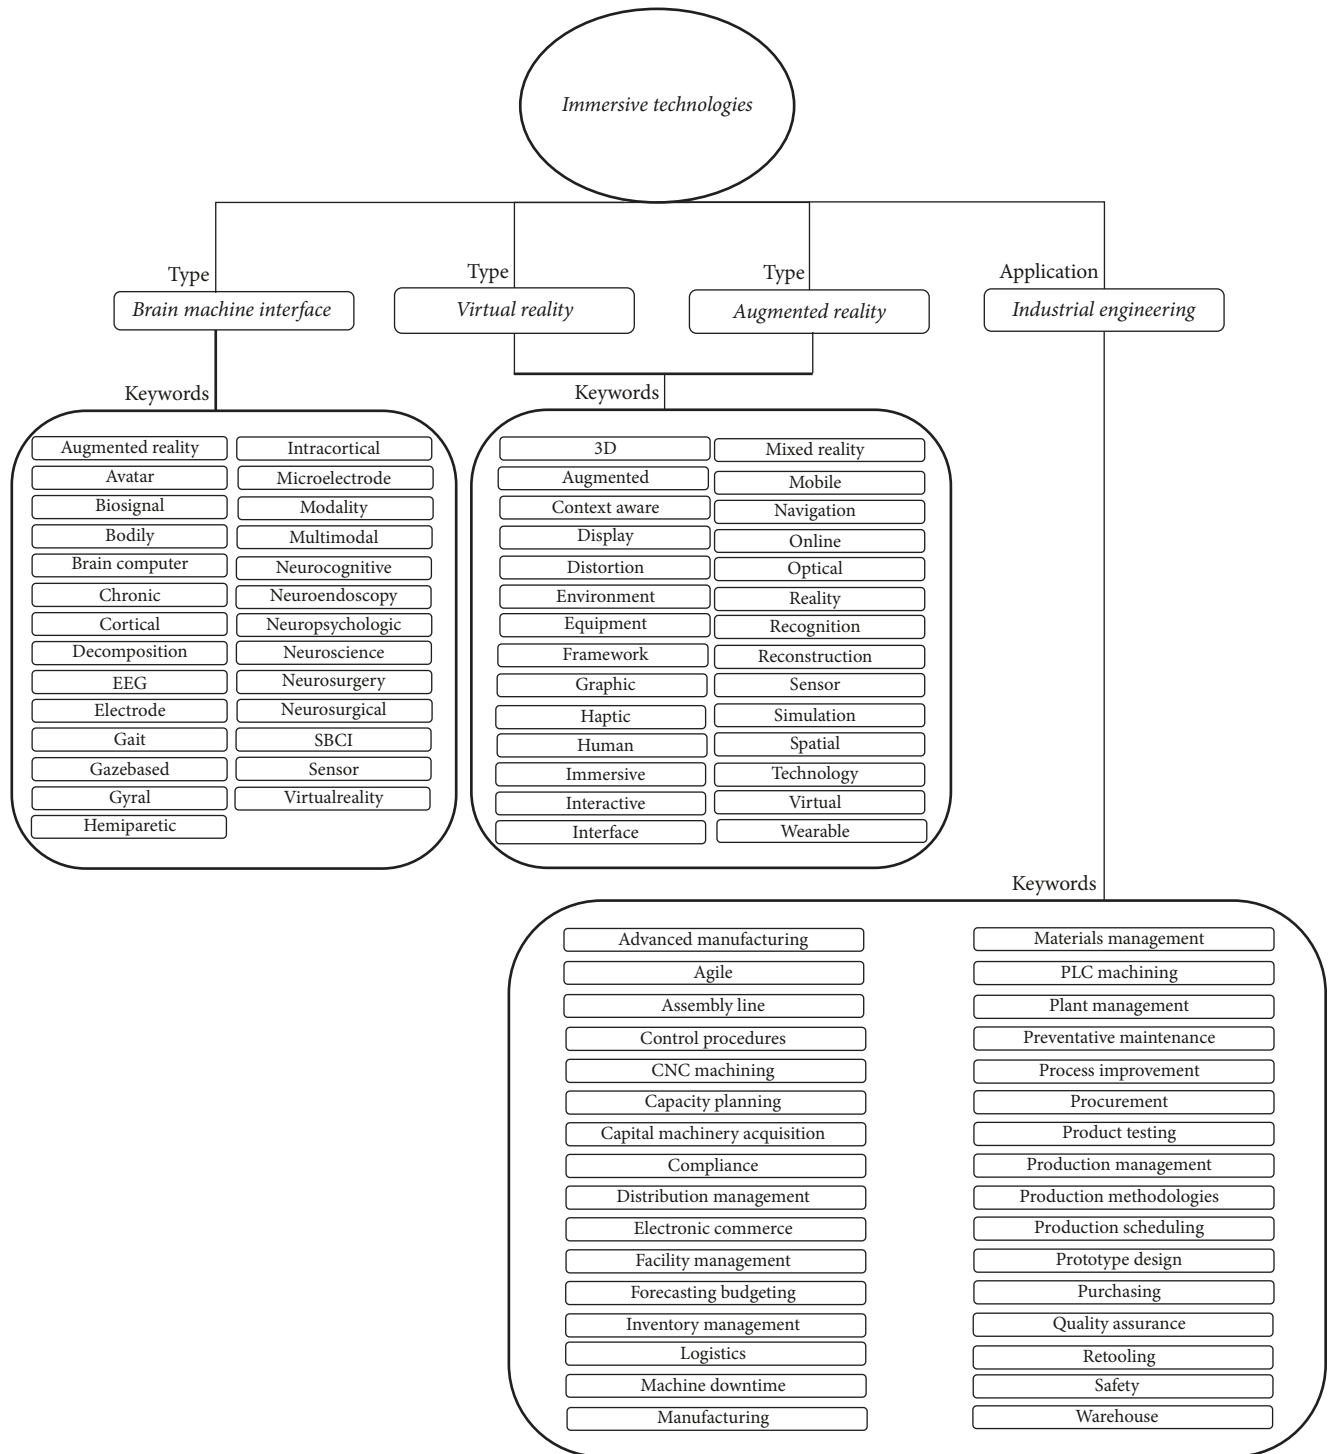 Immersive technologies
Type
Type
Type
Application
Brain machine interface
Virtual reality
Augmented reality
Industrial engineering
Keywords
Augmented reality
Avatar
Biosignal
Bodily
Brain computer
Chronic
Cortical
Decomposition
EEG
Electrode
Gait
Gazebased
Gyral
Hemiparetic
Intracortical
Microelectrode
Modality
Multimodal
Neurocognitive
Neuroendoscopy
Neuropsychologic
Neuroscience
Neurosurgery
Neurosurgical
SBCI
Sensor
Virtualreality
Keywords
3D
Augmented
Context aware
Display
Distortion
Environment
Equipment
Framework
Graphic
Haptic
Human
Immersive
Interactive
Interface
Mixed reality
Mobile
Navigation
Online
Optical
Reality
Recognition
Reconstruction
Sensor
Simulation
Spatial
Technology
Virtual
Wearable
Keywords
Advanced manufacturing
Agile
Assembly line
Control procedures
CNC machining
Capacity planning
Capital machinery acquisition
Compliance
Distribution management
Electronic commerce
Facility management
Forecasting budgeting
Inventory management
Logistics
Machine downtime
Manufacturing
Materials management
PLC machining
Plant management
Preventative maintenance
Process improvement
Procurement
Product testing
Production management
Production methodologies
Production scheduling
Prototype design
Purchasing
Quality assurance
Retooling
Safety
Warehouse